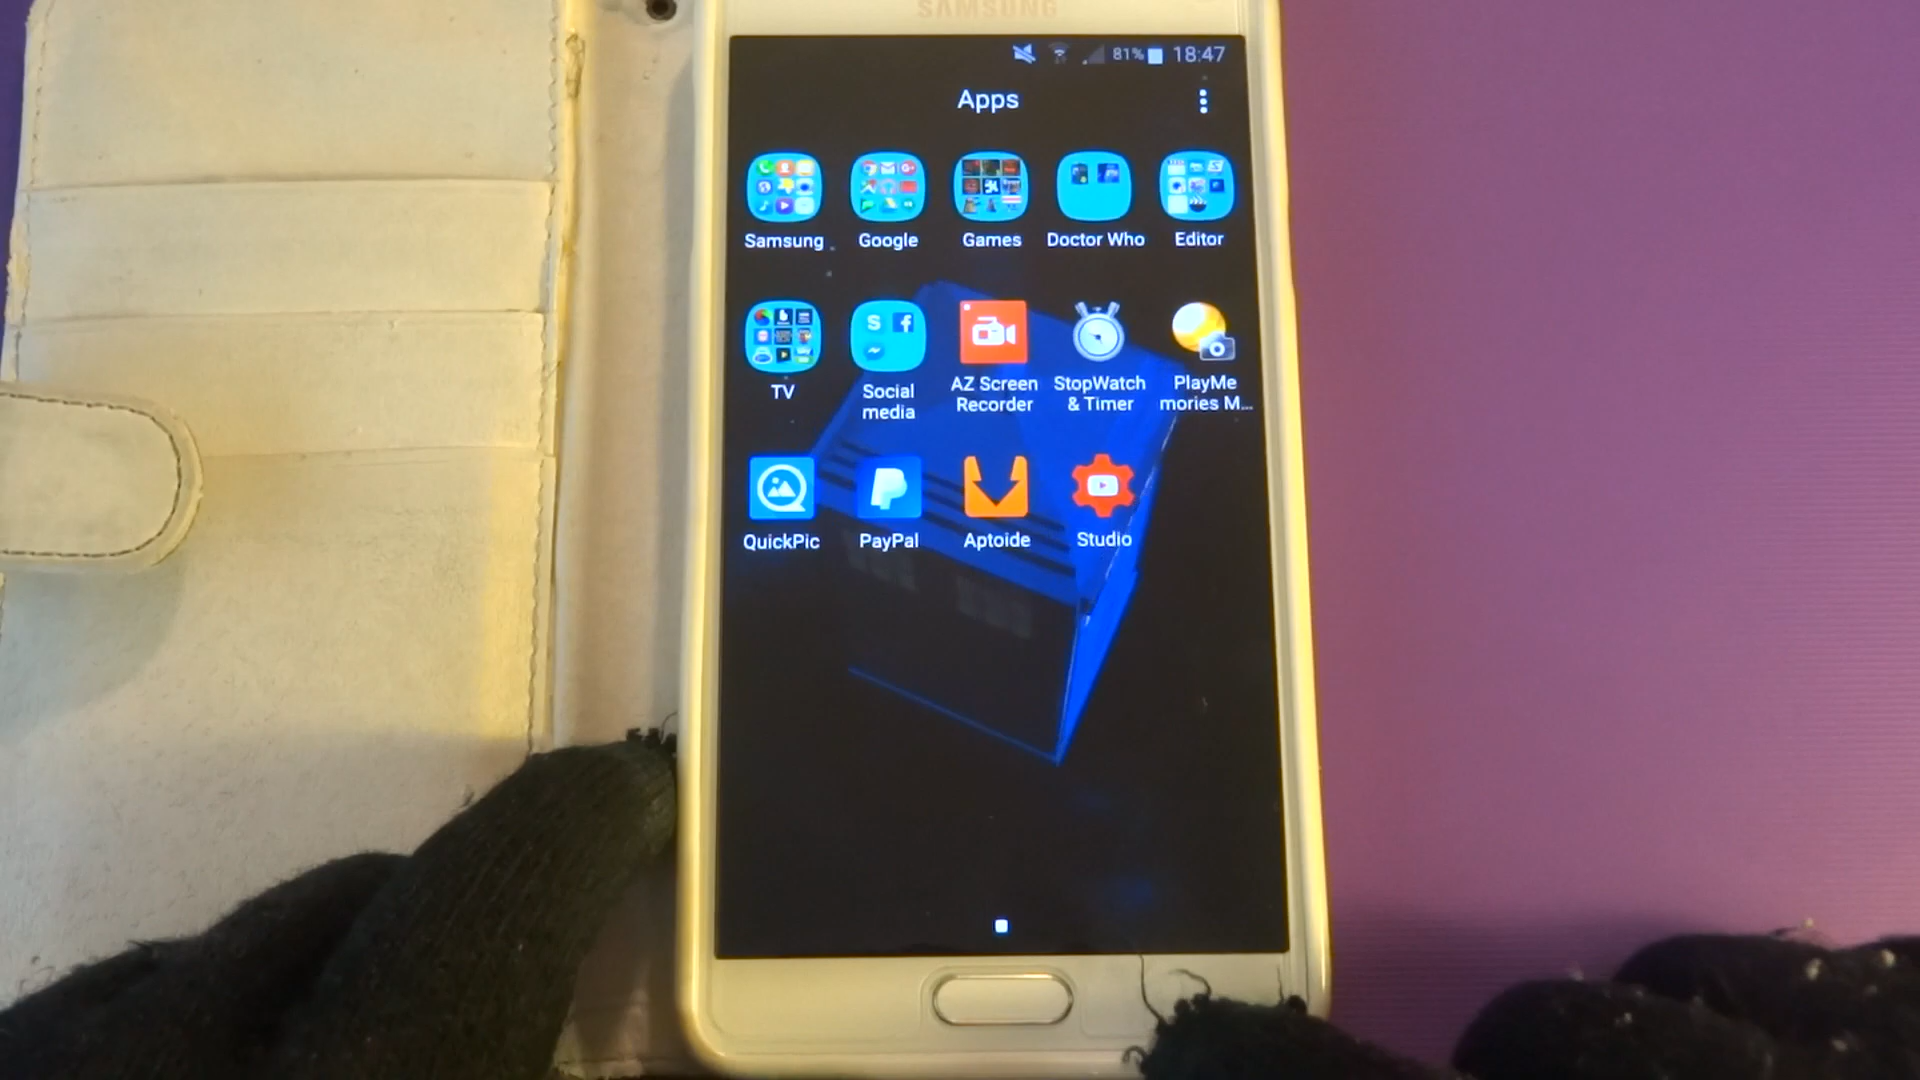 SAMSUNG
81% 18:47
Apps
Samsung Google Games Doctor Who Editor
TV Social media AZ Screen Recorder StopWatch & Timer PlayMe mories M...
QuickPic PayPal Aptoide Studio